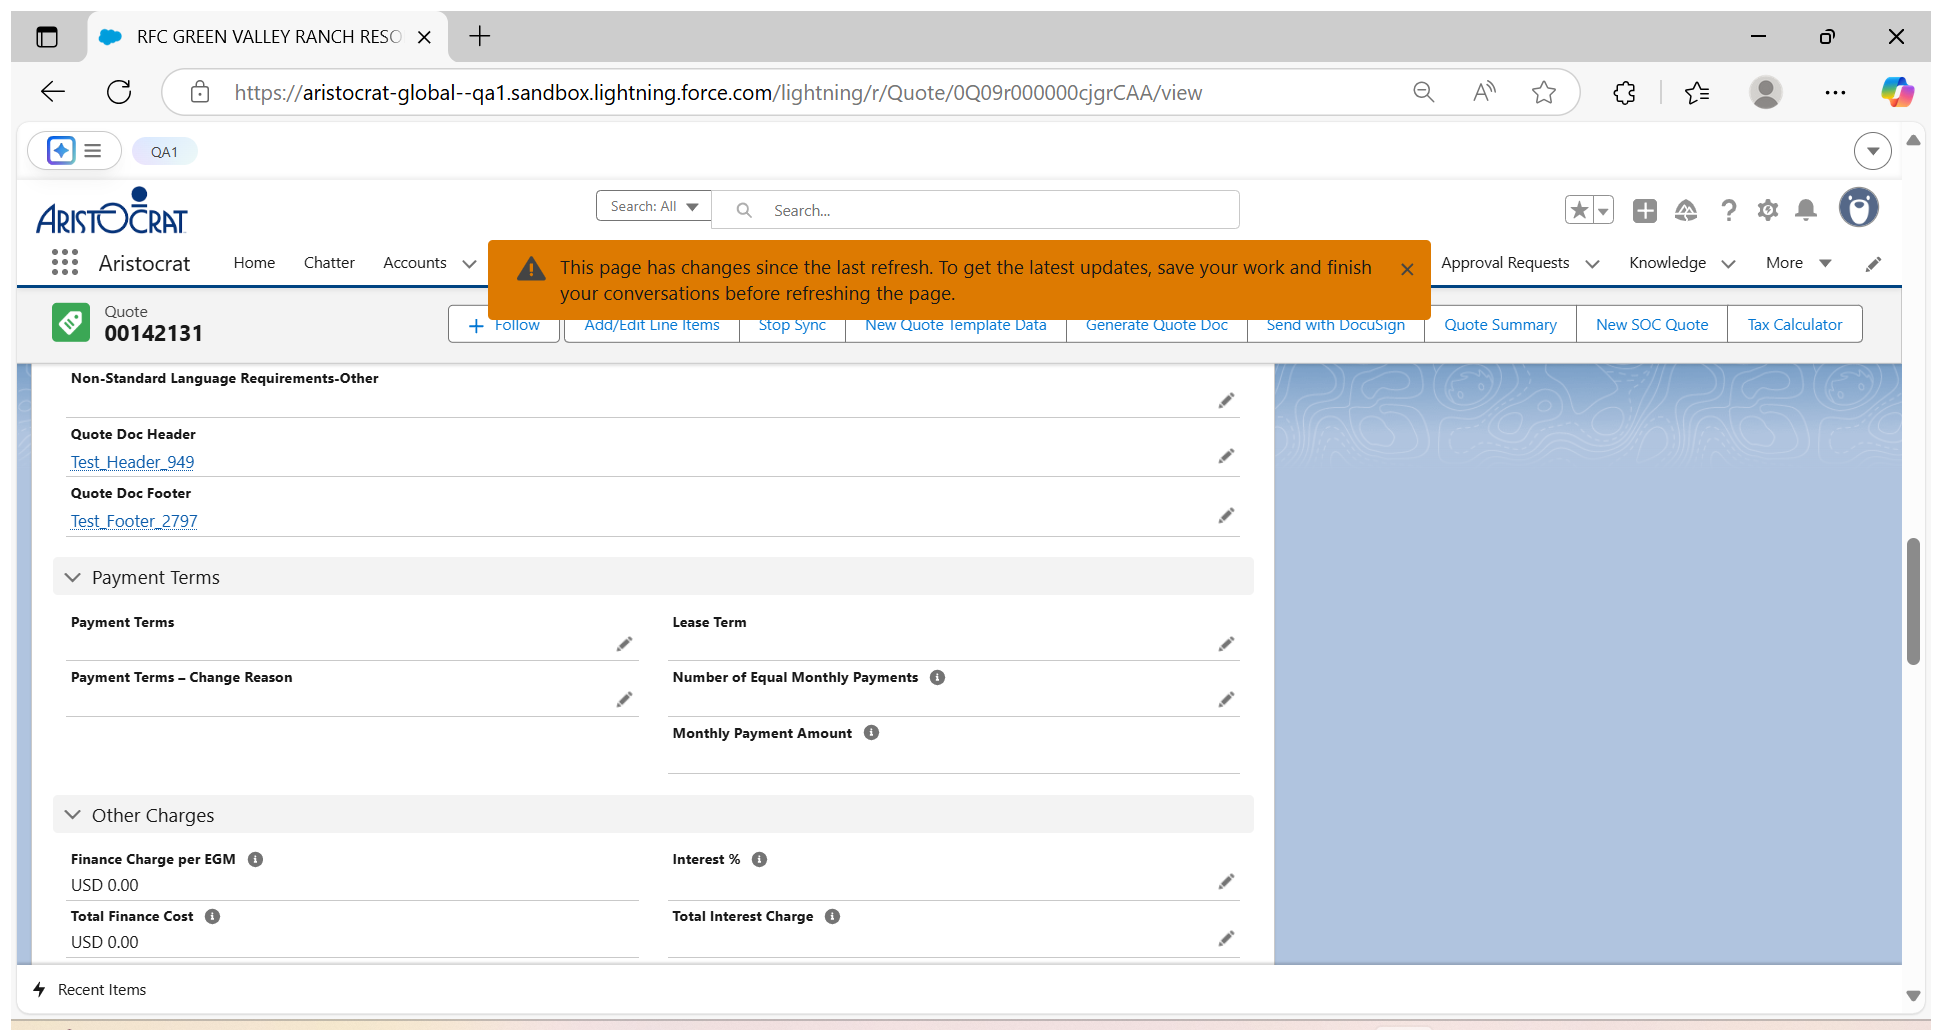 RFC GREEN VALLEY RANCH RESO
https://aristocrat-global--qa1.sandbox.lightning.force.com/lightning/r/Quote/0Q09r000000cjgrCAA/view
QA1
ARISTOCRAT
Search: All
Search...
Aristocrat
Home
Chatter
Accounts
This page has changes since the last refresh. To get the latest updates, save your work and finish
your conversations before refreshing the page.
Approval Requests
Knowledge
More
Quote
00142131
Follow
Add/Edit Line Items
Stop Sync
New Quote Template Data
Generate Quote Doc
Send with DocuSign
Quote Summary
New SOC Quote
Tax Calculator
Non-Standard Language Requirements-Other
Quote Doc Header
Test_Header_949
Quote Doc Footer
Test_Footer_2797
Payment Terms
Payment Terms
Lease Term
Payment Terms – Change Reason
Number of Equal Monthly Payments
Monthly Payment Amount
Other Charges
Finance Charge per EGM
USD 0.00
Interest %
Total Finance Cost
USD 0.00
Total Interest Charge
Recent Items